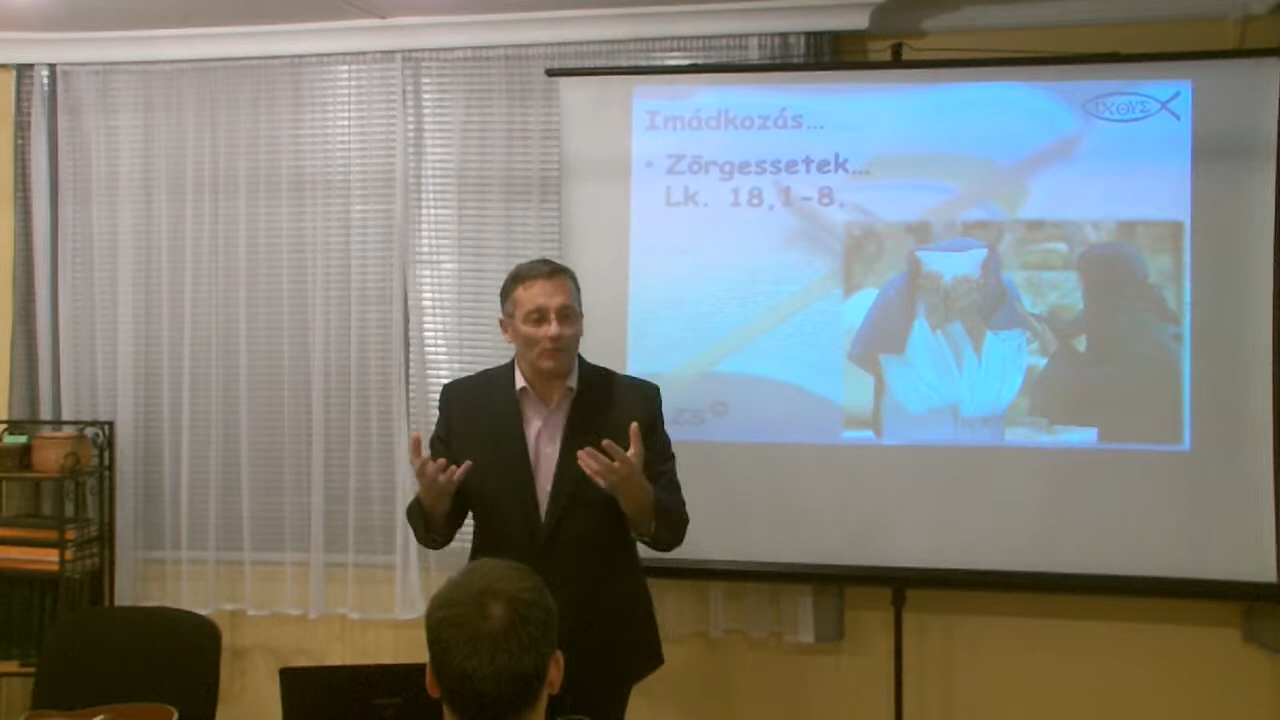 ΙΧΘΥΣ
Imádkozás...
• Zörgessetek...
Lk. 18,1-8.